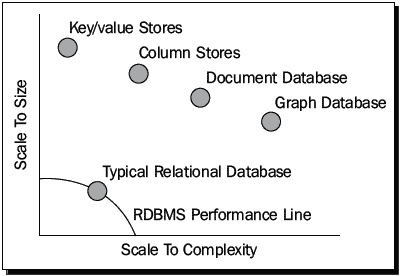 Key/value Stores
Column Stores
Document Database
Graph Database
Scale To Size
Typical Relational Database
RDBMS Performance Line
Scale To Complexity